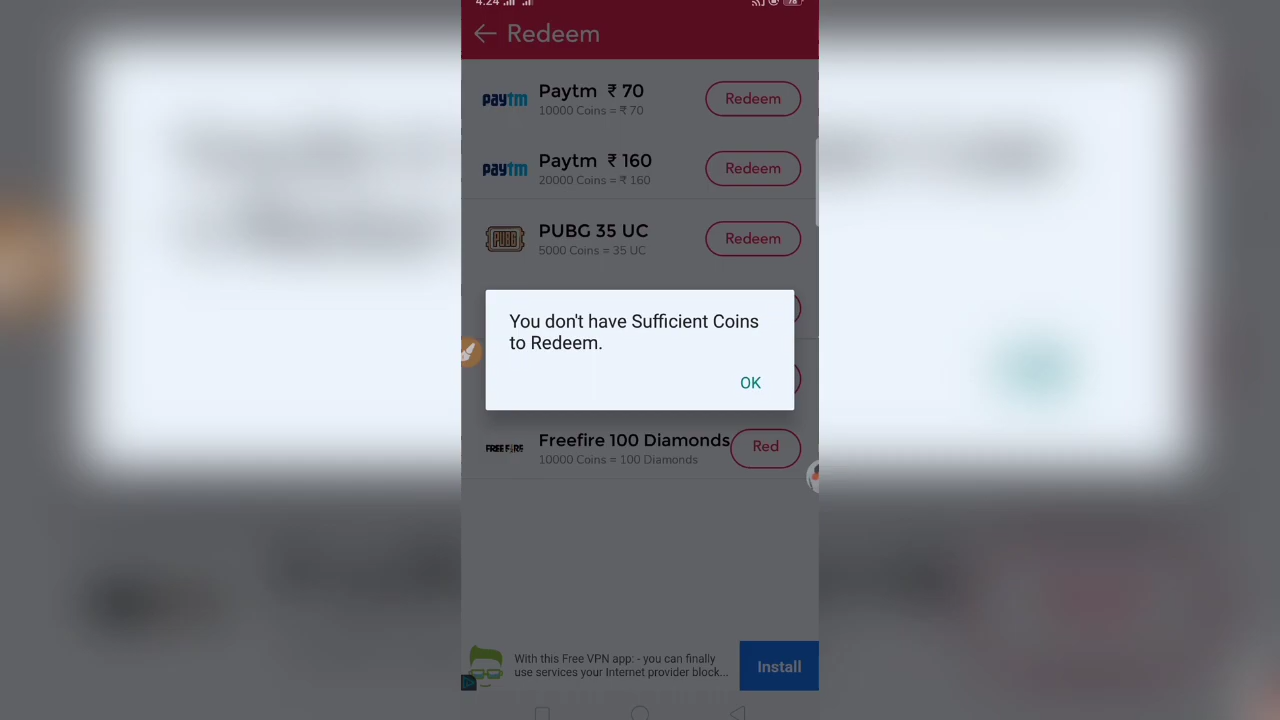 4:24
78
Redeem
paytm
Paytm ₹ 70
10000 Coins = ₹ 70
Redeem
paytm
Paytm ₹ 160
20000 Coins = ₹ 160
Redeem
PUBG
PUBG 35 UC
5000 Coins = 35 UC
Redeem
You don't have Sufficient Coins
to Redeem.
OK
FREE FIRE
Freefire 100 Diamonds
10000 Coins = 100 Diamonds
Red
With this Free VPN app: - you can finally
use services your Internet provider block...
Install